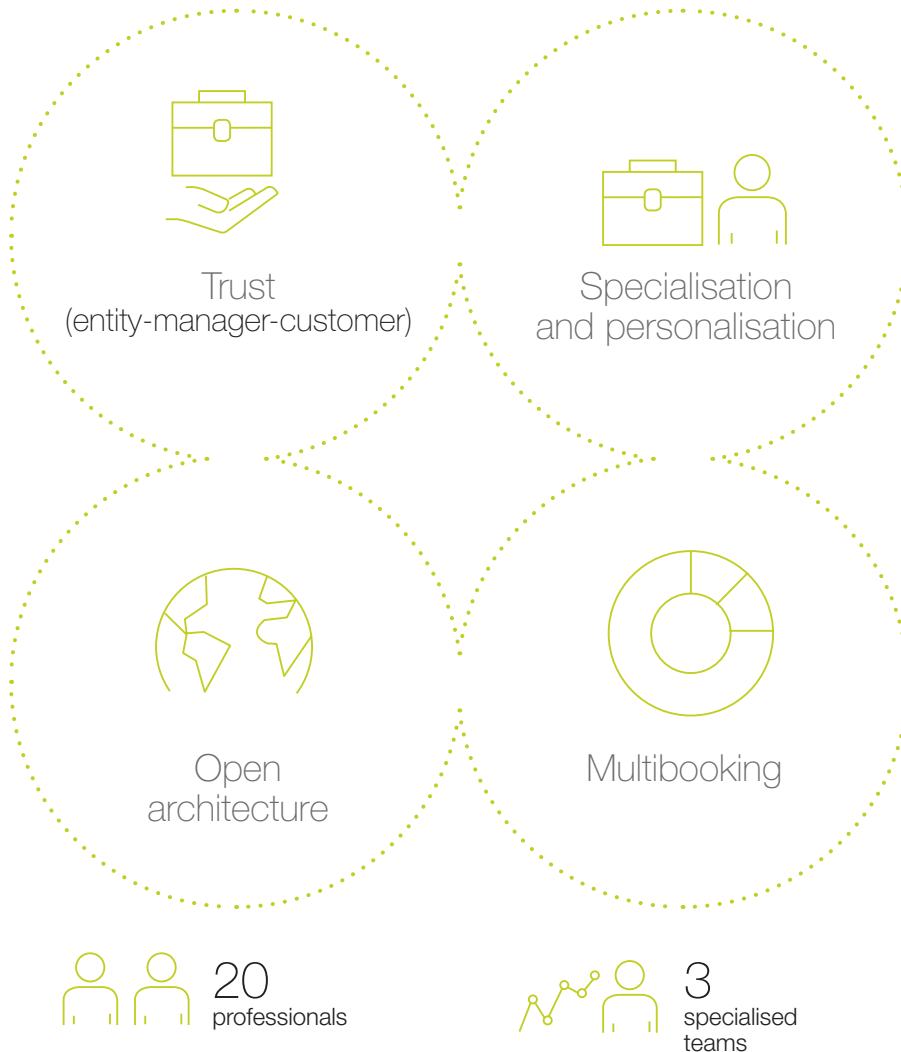 Trust
(entity-manager-customer)
Specialisation
and personalisation
Open
architecture
Multibooking
20
professionals
3
specialised
teams